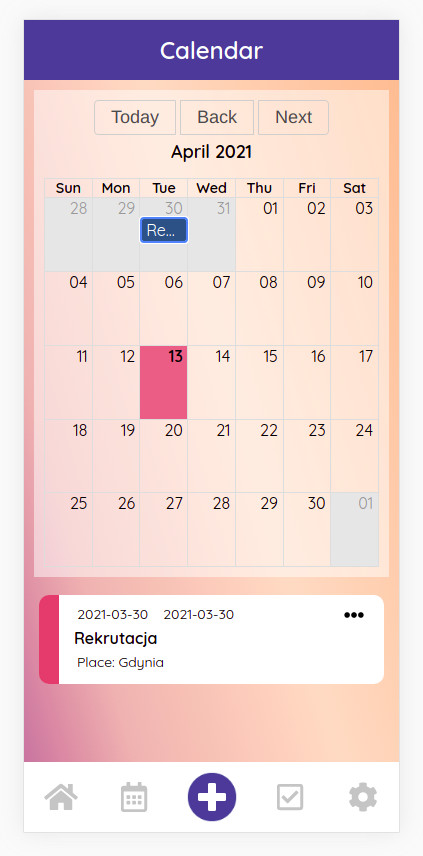 Calendar
Today Back Next
April 2021
Sun Mon Tue Wed Thu Fri Sat
28 29 30 31 01 02 03
Re...
04 05 06 07 08 09 10
11 12 13 14 15 16 17
18 19 20 21 22 23 24
25 26 27 28 29 30 01
2021-03-30 2021-03-30
Rekrutacja
Place: Gdynia